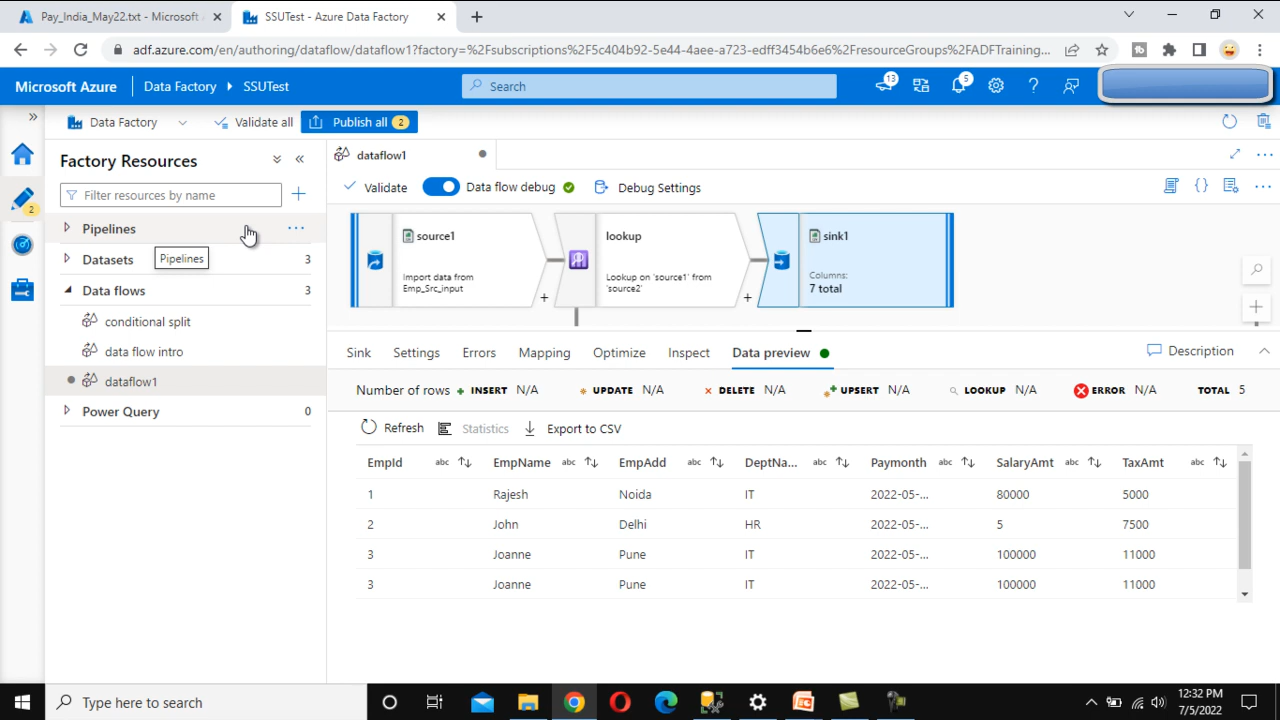 Pay_India_May22.txt - Microsoft A
SSUTest - Azure Data Factory
adf.azure.com/en/authoring/dataflow/dataflow1?factory=%2Fsubscriptions%2F5c404b92-5e44-4aee-a723-edff3454b6e6%2FresourceGroups%2FADFTraining...
Microsoft Azure
Data Factory
SSUTest
Search
13
5
Data Factory
Validate all
Publish all 2
Factory Resources
dataflow1
Filter resources by name
Validate
Data flow debug
Debug Settings
2
Pipelines
Datasets 3
Pipelines
Data flows 3
conditional split
data flow intro
dataflow1
Power Query 0
source1
Import data from
Emp_Src_input
lookup
Lookup on 'source1' from
'source2'
sink1
Columns:
7 total
Sink Settings Errors Mapping Optimize Inspect Data preview Description
Number of rows INSERT N/A UPDATE N/A DELETE N/A UPSERT N/A LOOKUP N/A ERROR N/A TOTAL 5
Refresh Statistics Export to CSV
EmpId abc EmpName abc EmpAdd abc DeptNa... abc Paymonth abc SalaryAmt abc TaxAmt abc
1 Rajesh Noida IT 2022-05-... 80000 5000
2 John Delhi HR 2022-05-... 5 7500
3 Joanne Pune IT 2022-05-... 100000 11000
3 Joanne Pune IT 2022-05-... 100000 11000
Type here to search
12:32 PM
7/5/2022